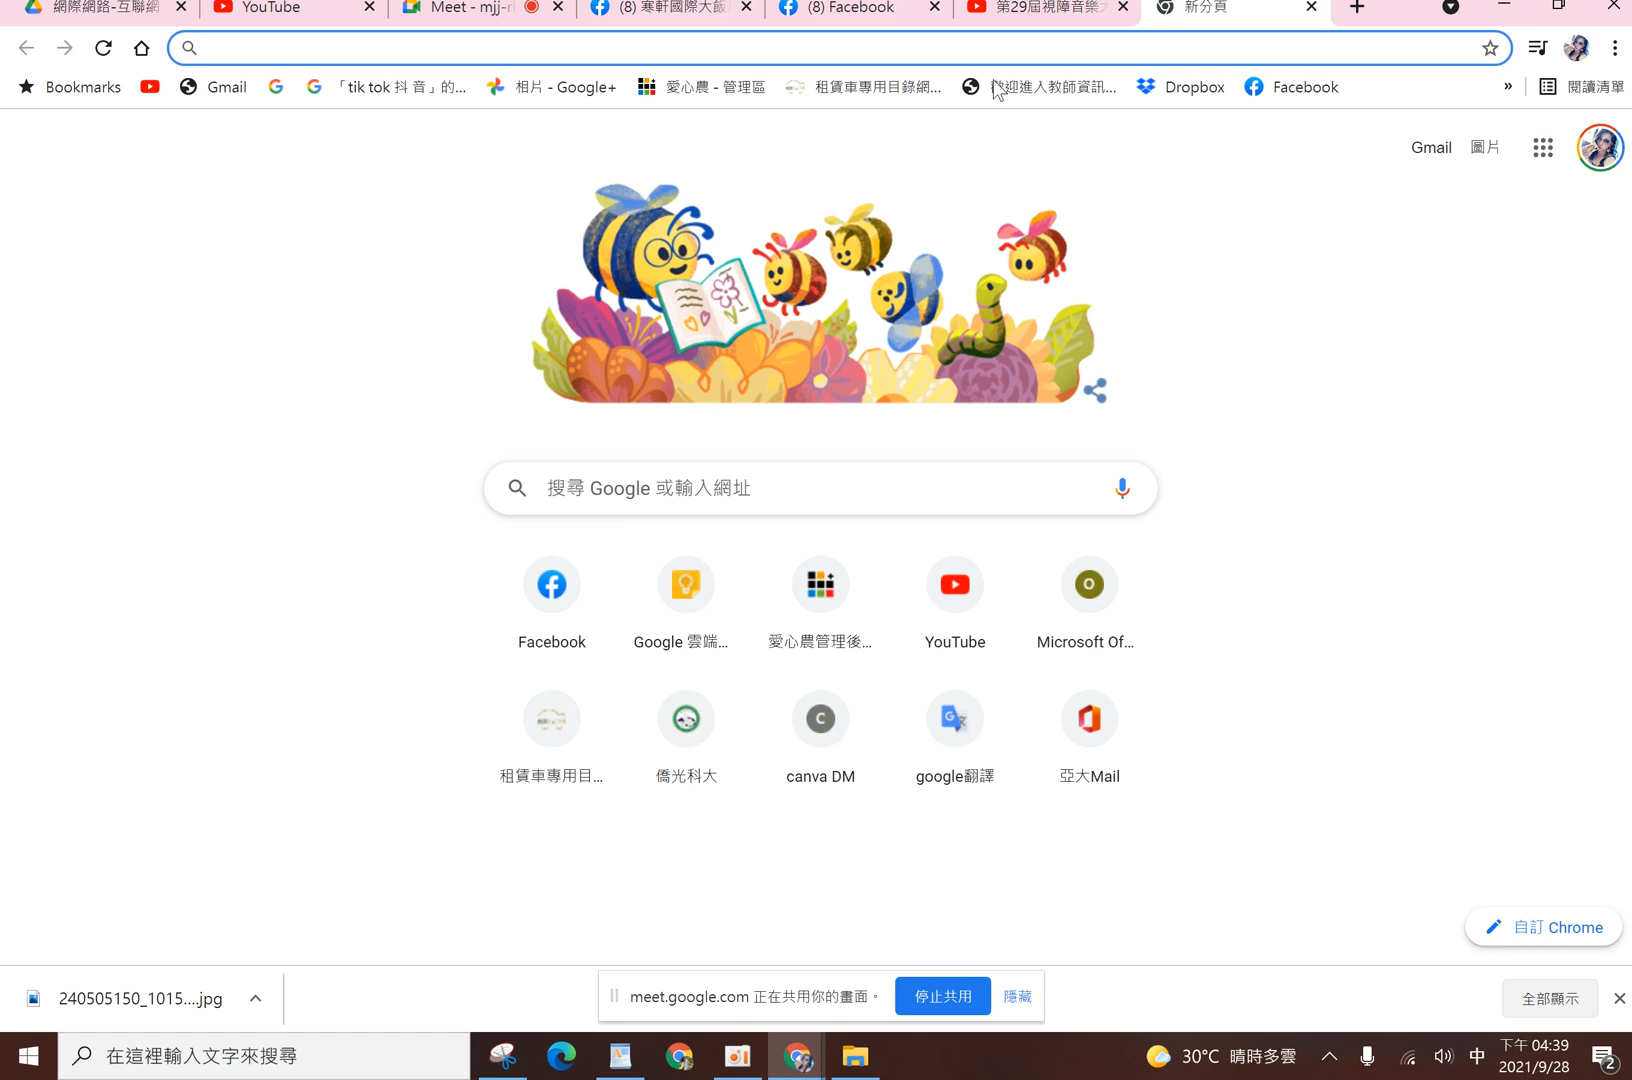 網際網路-互聯網
YouTube
Meet - mjj-r
(8) 寒軒國際大飯
(8) Facebook
第29屆視障音樂
新分頁
Bookmarks
Gmail
「tik tok 抖 音」的...
相片 - Google+
愛心農 - 管理區
租賃車專用目錄網...
迎進入教師資訊...
Dropbox
Facebook
»
閱讀清單
Gmail 圖片
搜尋 Google 或輸入網址
Facebook
Google 雲端...
愛心農管理後...
YouTube
O
Microsoft Of...
租賃車專用目...
僑光科大
C
canva DM
google翻譯
亞大Mail
自訂 Chrome
240505150_1015....jpg
meet.google.com 正在共用你的畫面。
停止共用
隱藏
全部顯示
在這裡輸入文字來搜尋
30°C 晴時多雲
中
下午 04:39
2021/9/28
2